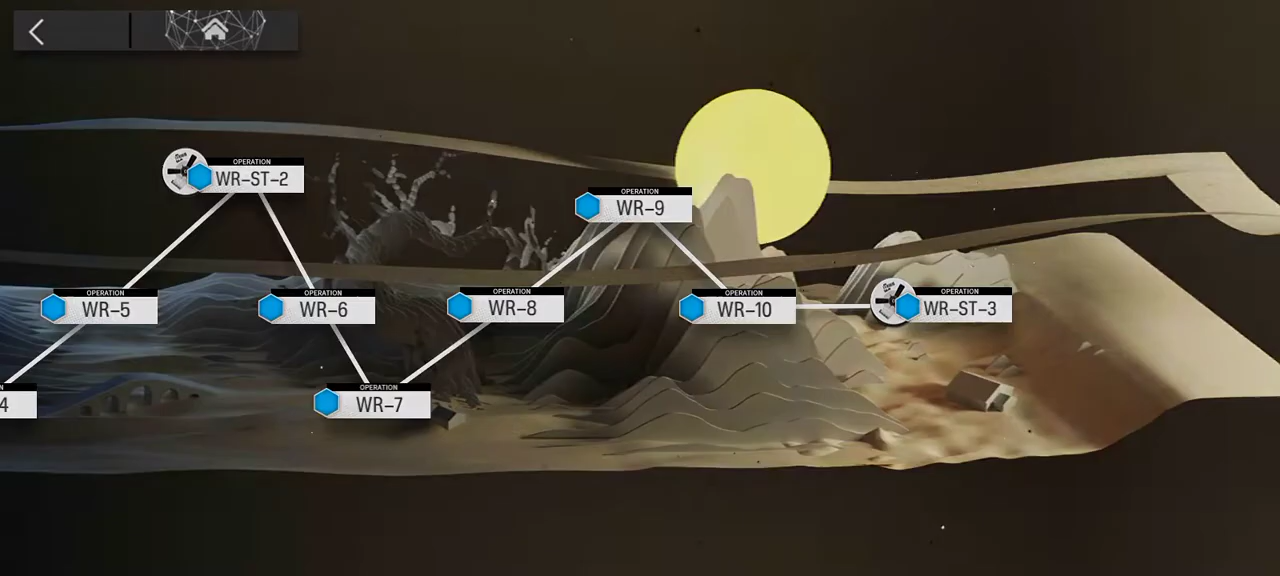 OPERATION
WR-ST-2
OPERATION
WR-9
OPERATION
WR-5
OPERATION
WR-6
OPERATION
WR-8
OPERATION
WR-10
OPERATION
WR-ST-3
4
OPERATION
WR-7